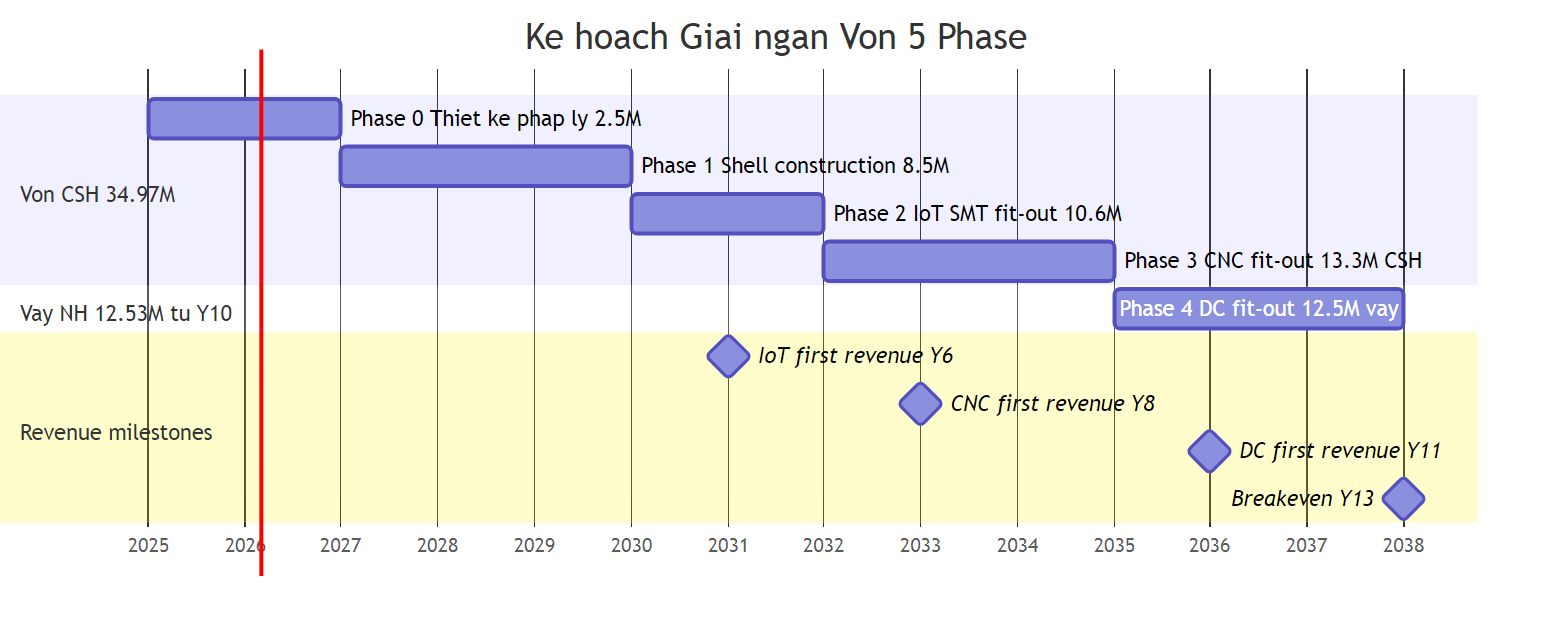 Ke hoach Giai ngan Von 5 Phase
Von CSH 34.97M
Phase 0 Thiet ke phap ly 2.5M
Phase 1 Shell construction 8.5M
Phase 2 IoT SMT fit-out 10.6M
Phase 3 CNC fit-out 13.3M CSH
Vay NH 12.53M tu Y10
Phase 4 DC fit-out 12.5M vay
Revenue milestones
IoT first revenue Y6
CNC first revenue Y8
DC first revenue Y11
Breakeven Y13
2025 2026 2027 2028 2029 2030 2031 2032 2033 2034 2035 2036 2037 2038